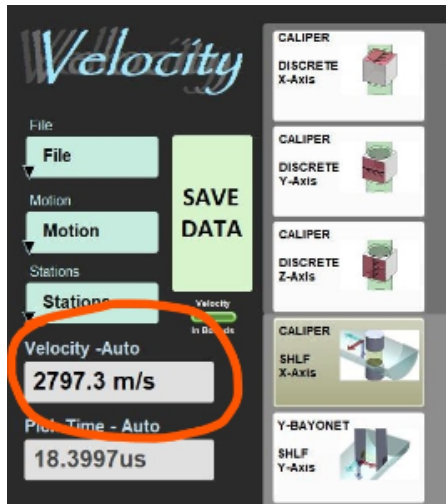 Velocity
File
File
Motion
Motion
Stations
Stations
SAVE
DATA
Velocity
In Bounds
Velocity -Auto
2797.3 m/s
Pick Time - Auto
18.3997us
CALIPER
DISCRETE
X-Axis
CALIPER
DISCRETE
Y-Axis
CALIPER
DISCRETE
Z-Axis
CALIPER
SHLF
X-Axis
Y-BAYONET
SHLF
Y-Axis